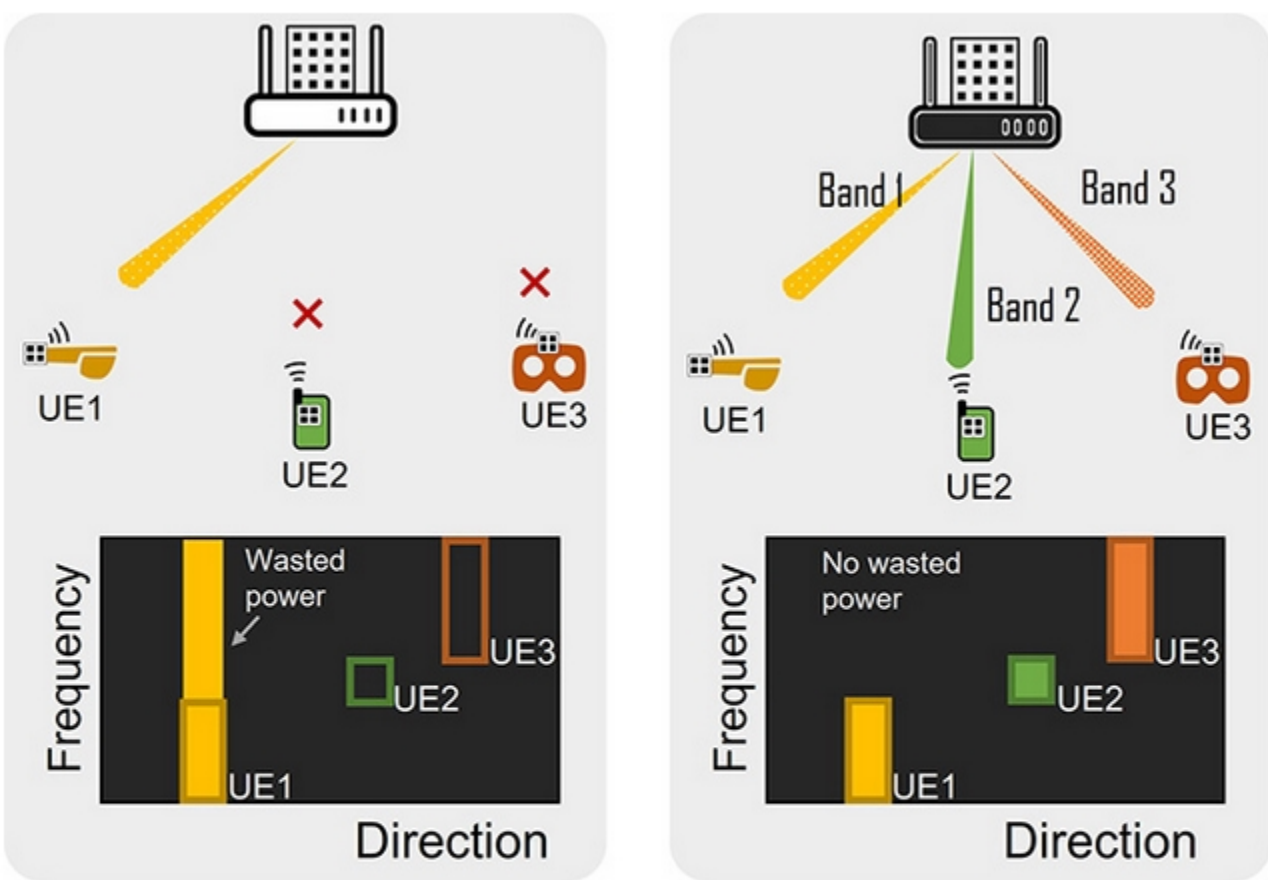 UE1
UE2
UE3
Wasted
power
UE3
UE2
UE1
Frequency
Direction
Band 1
Band 3
Band 2
UE1
UE2
UE3
No wasted
power
UE3
UE2
UE1
Frequency
Direction